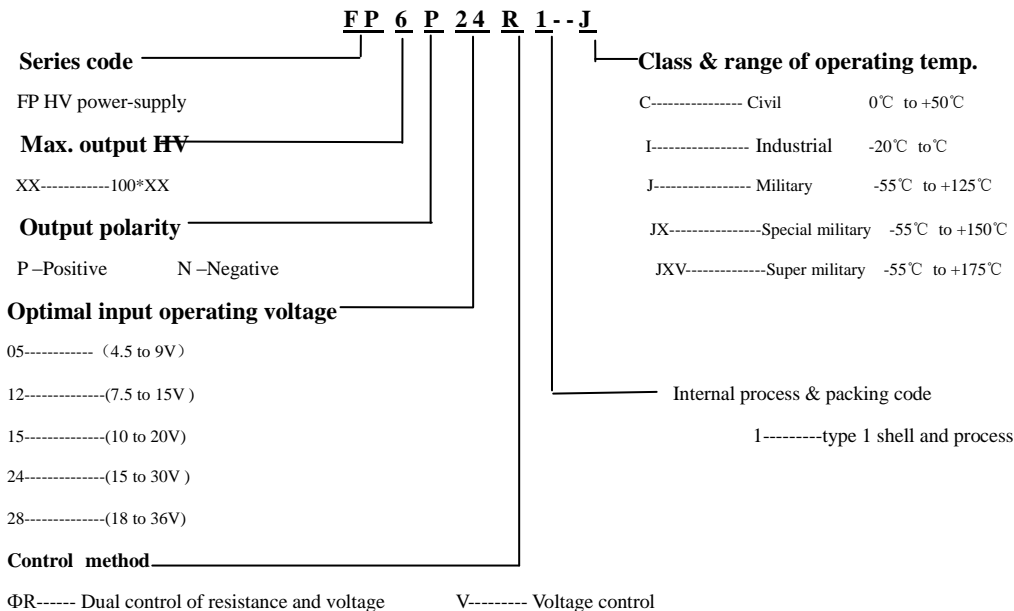 FP 6 P 24 R 1--J
Series code
Class & range of operating temp.
FP HV power-supply
C---------------- Civil 0℃ to +50℃
Max. output HV
I----------------- Industrial -20℃ to℃
XX------------100*XX
J----------------- Military -55℃ to +125℃
Output polarity
JX----------------Special military -55℃ to +150℃
P –Positive N –Negative
JXV--------------Super military -55℃ to +175℃
Optimal input operating voltage
05------------ （4.5 to 9V）
12--------------(7.5 to 15V )
Internal process & packing code
15--------------(10 to 20V)
1---------type 1 shell and process
24--------------(15 to 30V )
28--------------(18 to 36V)
Control method
ΦR------ Dual control of resistance and voltage V--------- Voltage control